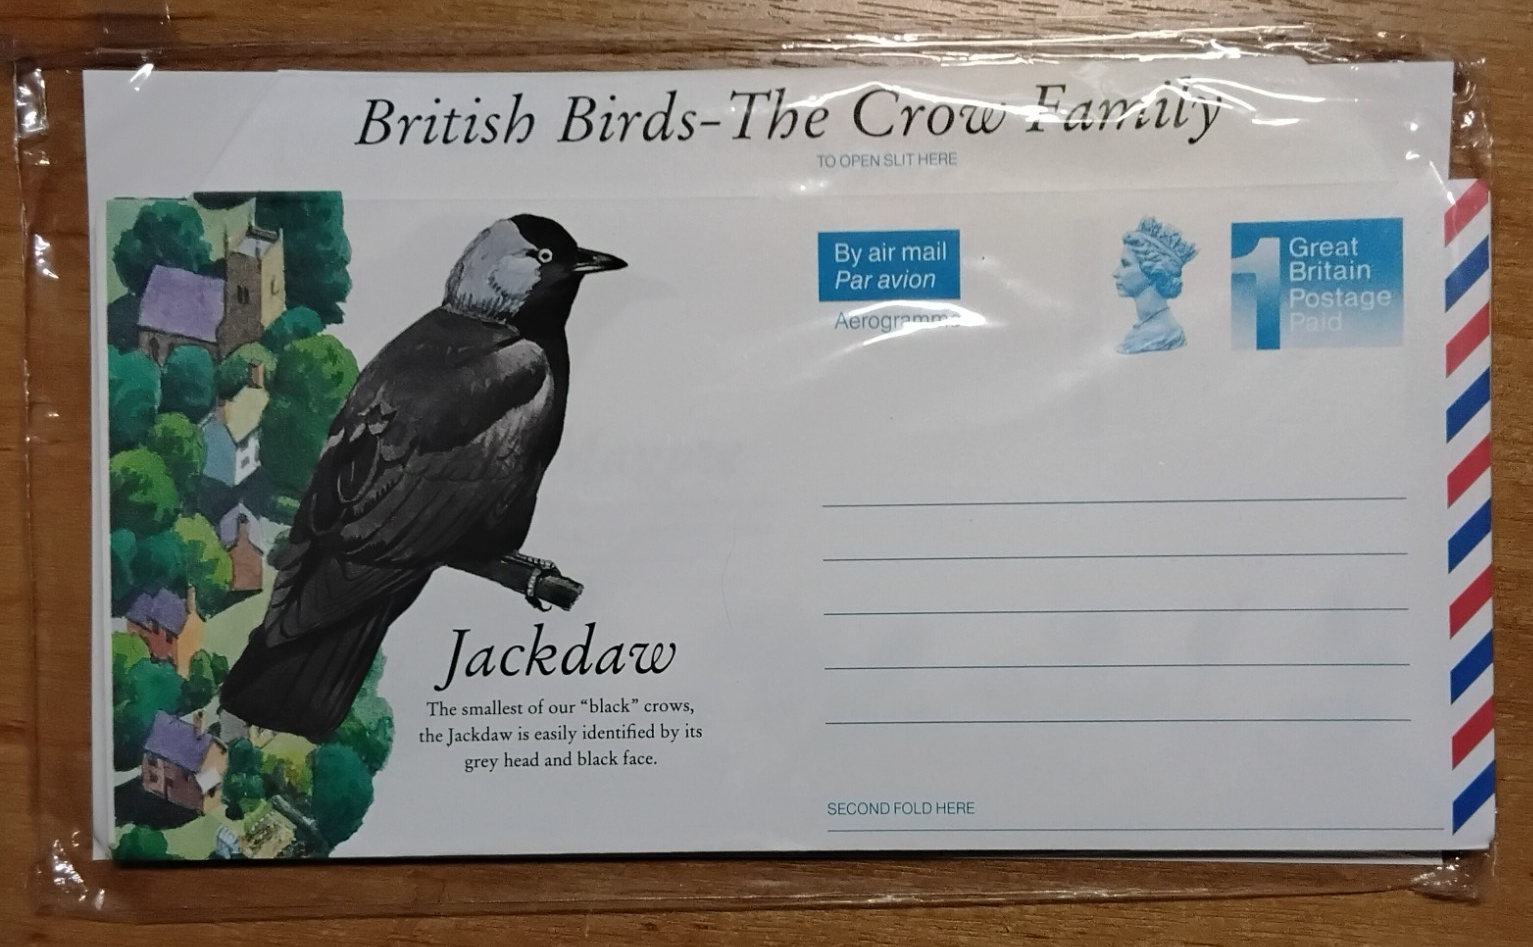 British Birds-The Crow Family
TO OPEN SLIT HERE
By air mail
Par avion
Aerogramme
1
Great
Britain
Postage
Paid
Jackdaw
The smallest of our “black” crows,
the Jackdaw is easily identified by its
grey head and black face.
SECOND FOLD HERE